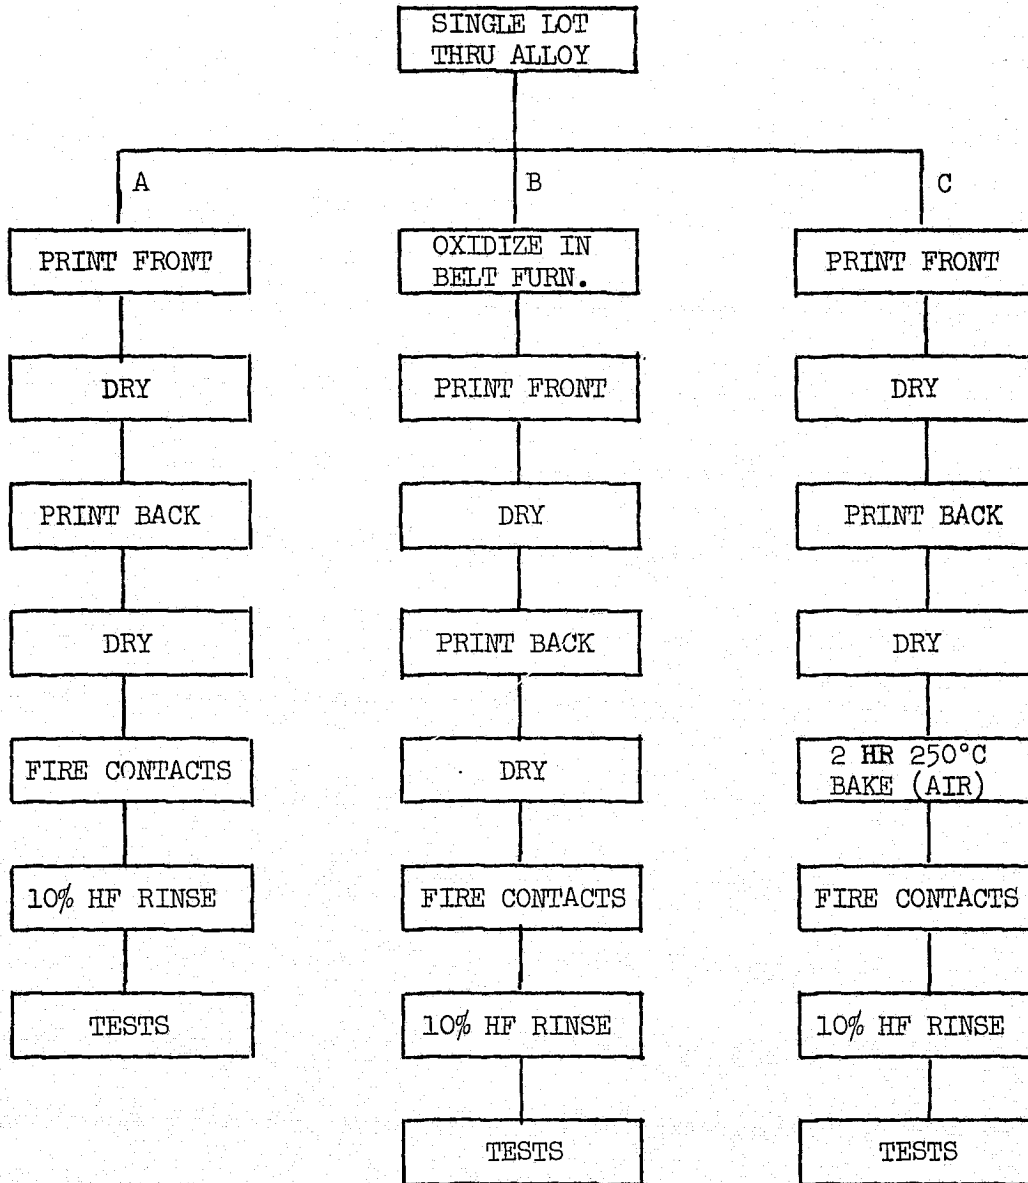 SINGLE LOT
THRU ALLOY
A
PRINT FRONT
DRY
PRINT BACK
DRY
FIRE CONTACTS
10% HF RINSE
TESTS
B
OXIDIZE IN
BELT FURN.
PRINT FRONT
DRY
PRINT BACK
DRY
FIRE CONTACTS
10% HF RINSE
TESTS
C
PRINT FRONT
DRY
PRINT BACK
DRY
2 HR 250°C
BAKE (AIR)
FIRE CONTACTS
10% HF RINSE
TESTS